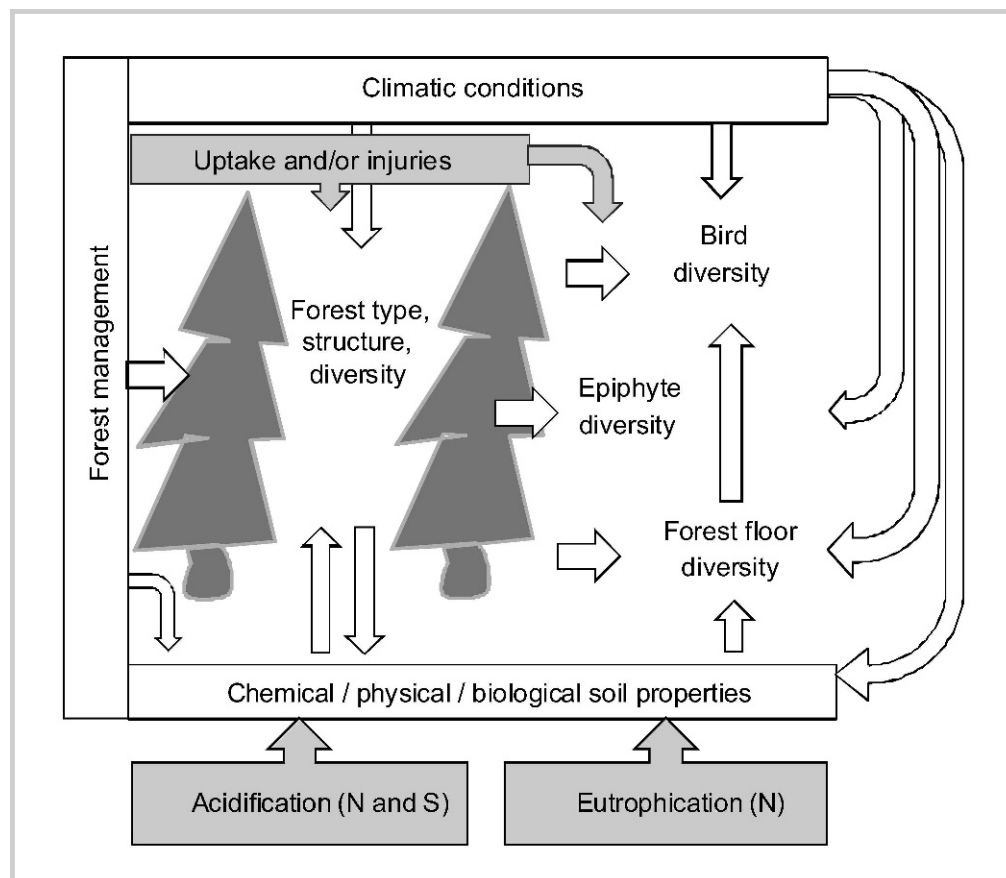 Climatic conditions
Uptake and/or injuries
Forest management
Bird
diversity
Forest type,
structure,
diversity
Epiphyte
diversity
Forest floor
diversity
Chemical / physical / biological soil properties
Acidification (N and S)
Eutrophication (N)